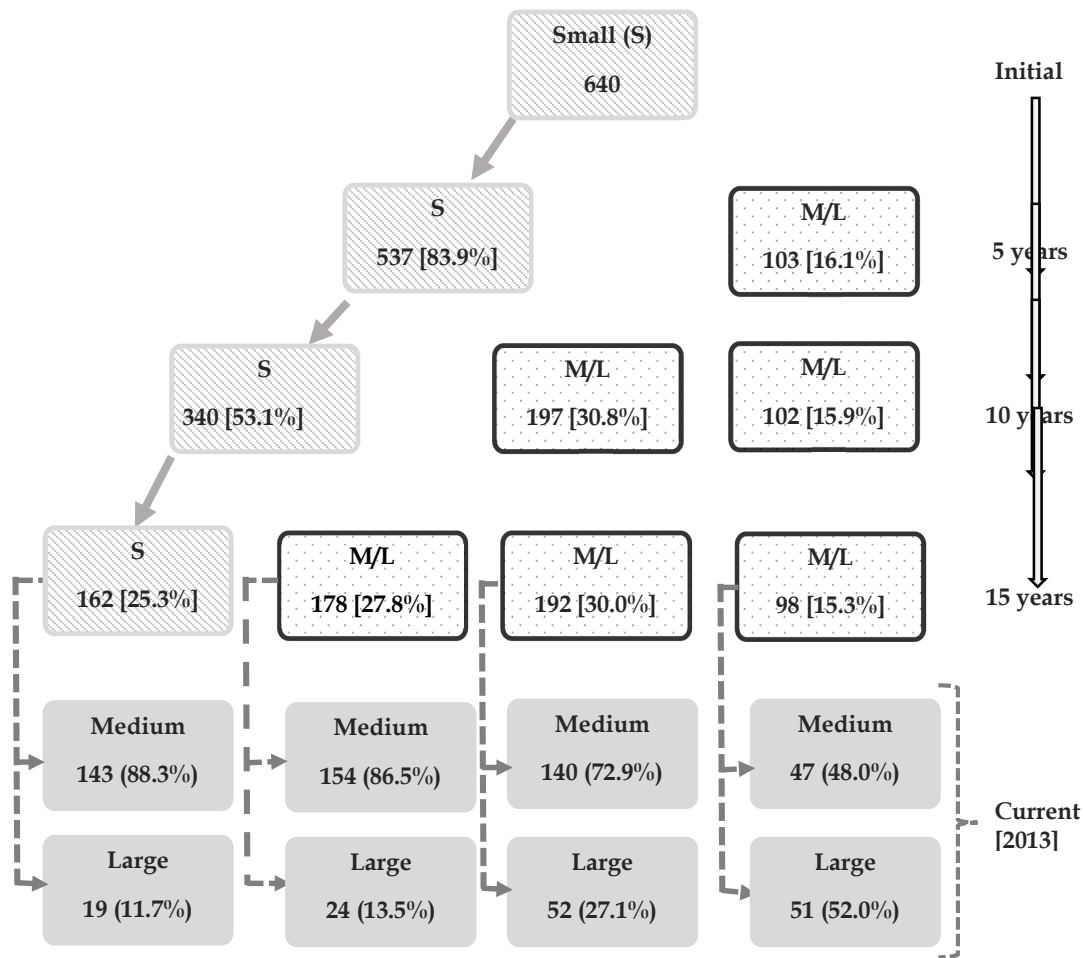 Small (S)
640
Initial
S
537 [83.9%]
M/L
103 [16.1%]
5 years
S
340 [53.1%]
M/L
197 [30.8%]
M/L
102 [15.9%]
10 years
S
162 [25.3%]
M/L
178 [27.8%]
M/L
192 [30.0%]
M/L
98 [15.3%]
15 years
Medium
143 (88.3%)
Medium
154 (86.5%)
Medium
140 (72.9%)
Medium
47 (48.0%)
Current
[2013]
Large
19 (11.7%)
Large
24 (13.5%)
Large
52 (27.1%)
Large
51 (52.0%)